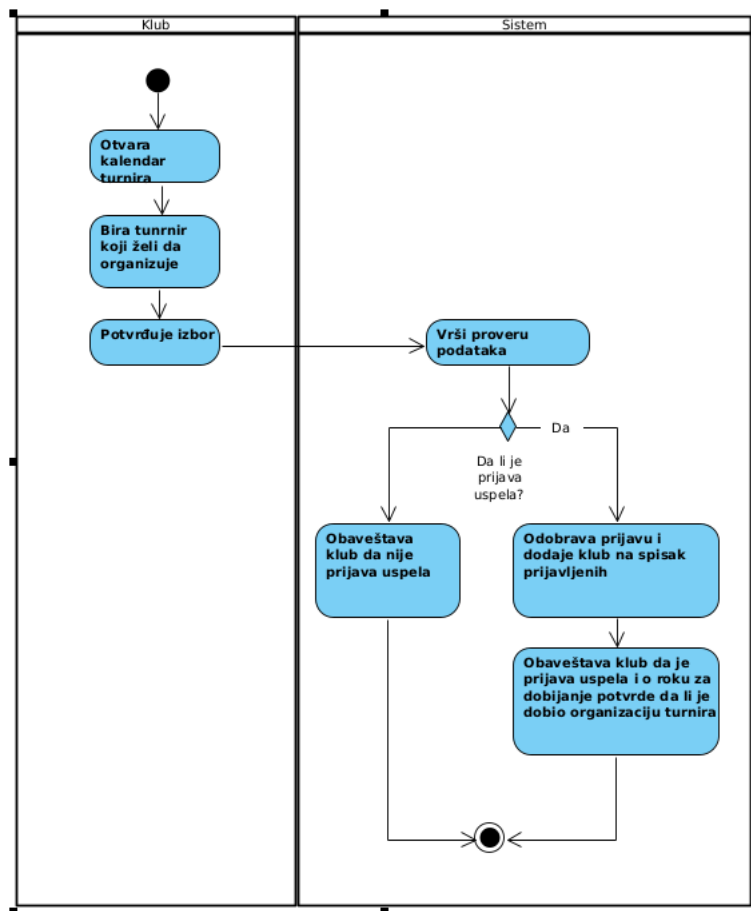 Klub
Sistem
Otvara
kalendar
turnira
Bira tunrnir
koji želi da
organizuje
Potvrđuje izbor
Vrši proveru
podataka
Da
Da li je
prijava
uspela?
Obaveštava
klub da nije
prijava uspela
Odobrava prijavu i
dodaje klub na spisak
prijavljenih
Obaveštava klub da je
prijava uspela i o roku za
dobijanje potvrde da li je
dobio organizaciju turnira